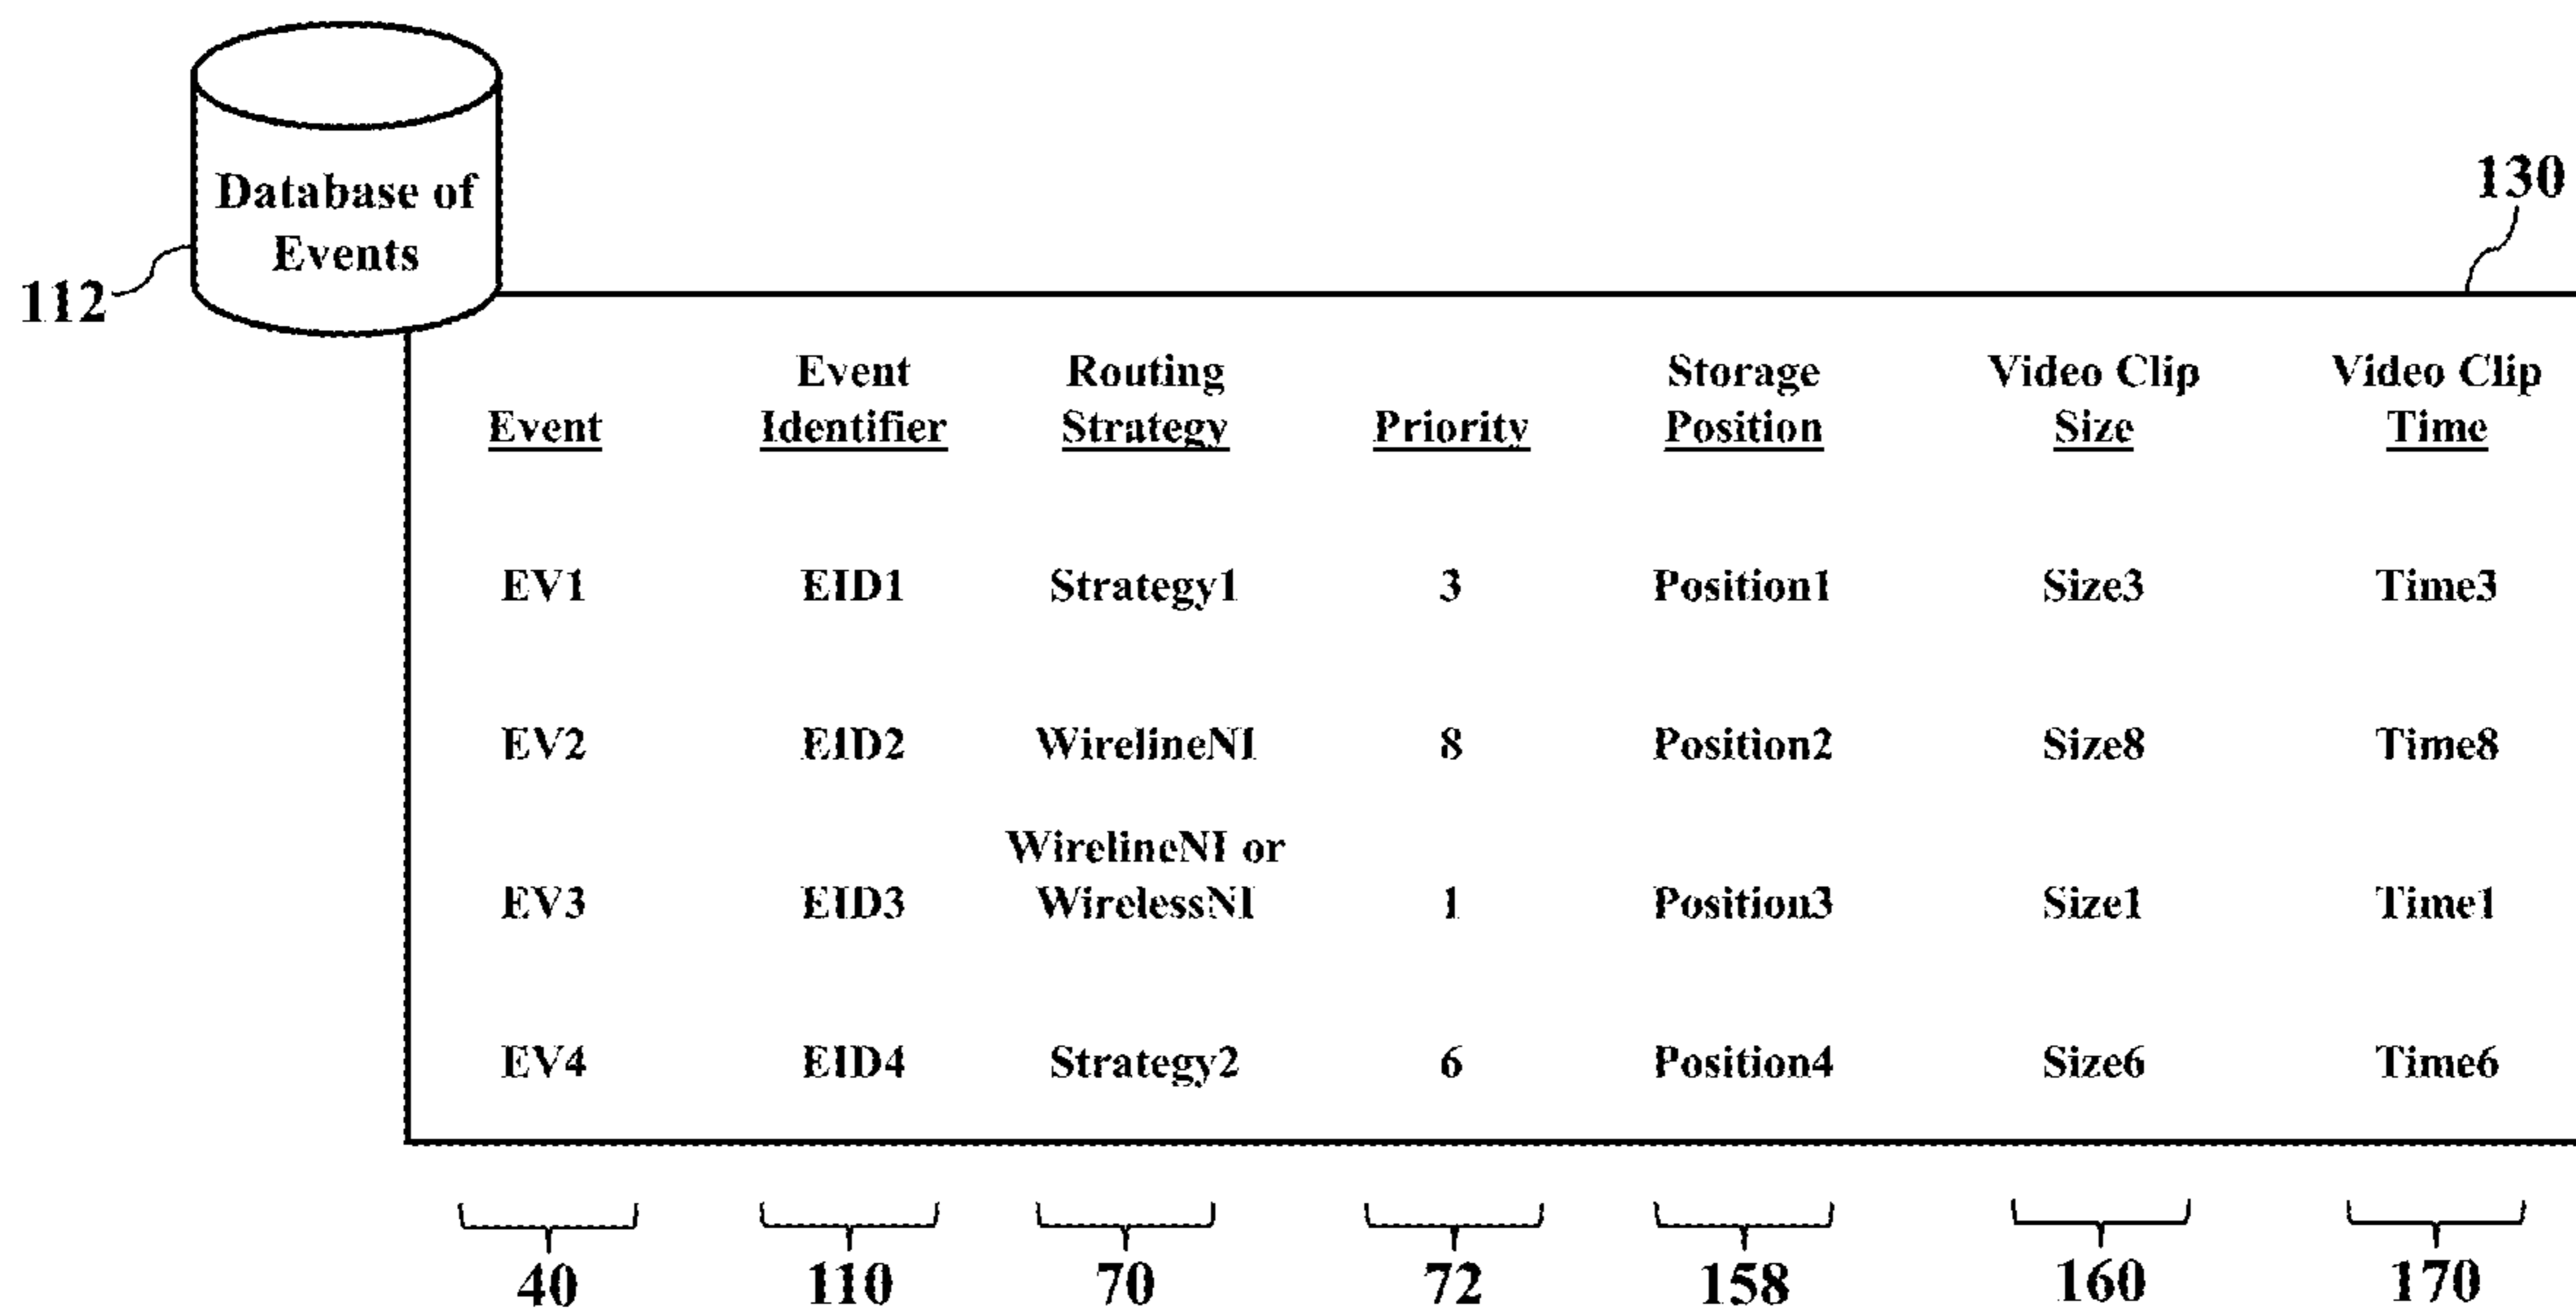 Database of
Events
112
130
Event Routing Storage Video Clip Video Clip
Event Identifier Strategy Priority Position Size Time
EV1 EID1 Strategy1 3 Position1 Size3 Time3
EV2 EID2 WirelineNI 8 Position2 Size8 Time8
WirelineNI or
EV3 EID3 WirelessNI 1 Position3 Size1 Time1
EV4 EID4 Strategy2 6 Position4 Size6 Time6
40 110 70 72 158 160 170